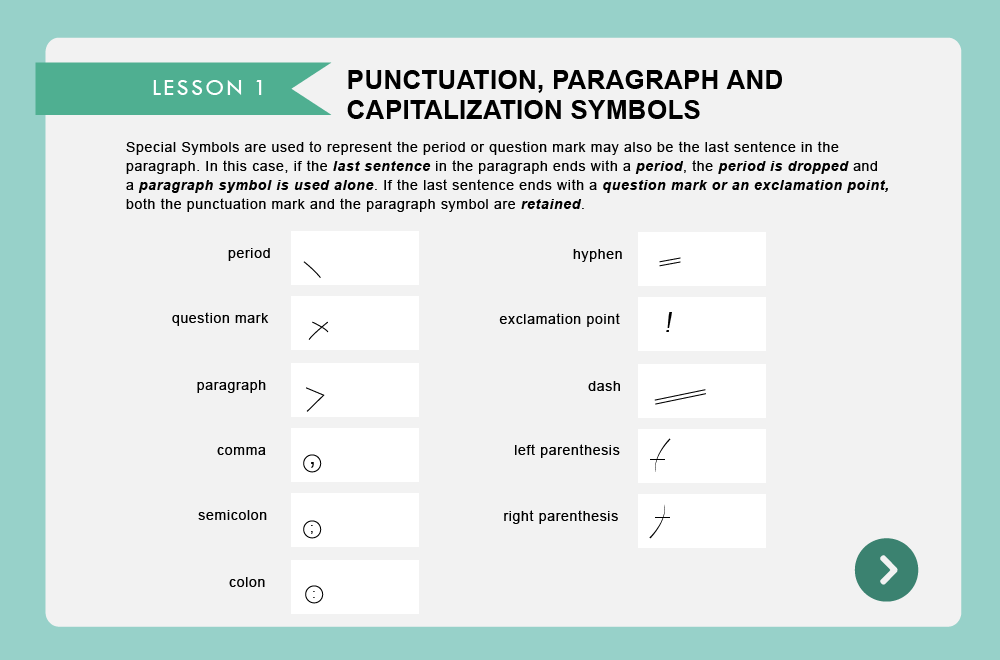 LESSON 1
PUNCTUATION, PARAGRAPH AND
CAPITALIZATION SYMBOLS
Special Symbols are used to represent the period or question mark may also be the last sentence in the
paragraph. In this case, if the last sentence in the paragraph ends with a period, the period is dropped and
a paragraph symbol is used alone. If the last sentence ends with a question mark or an exclamation point,
both the punctuation mark and the paragraph symbol are retained.
period
question mark
paragraph
comma
,
semicolon
;
colon
:
hyphen
exclamation point
!
dash
left parenthesis
right parenthesis